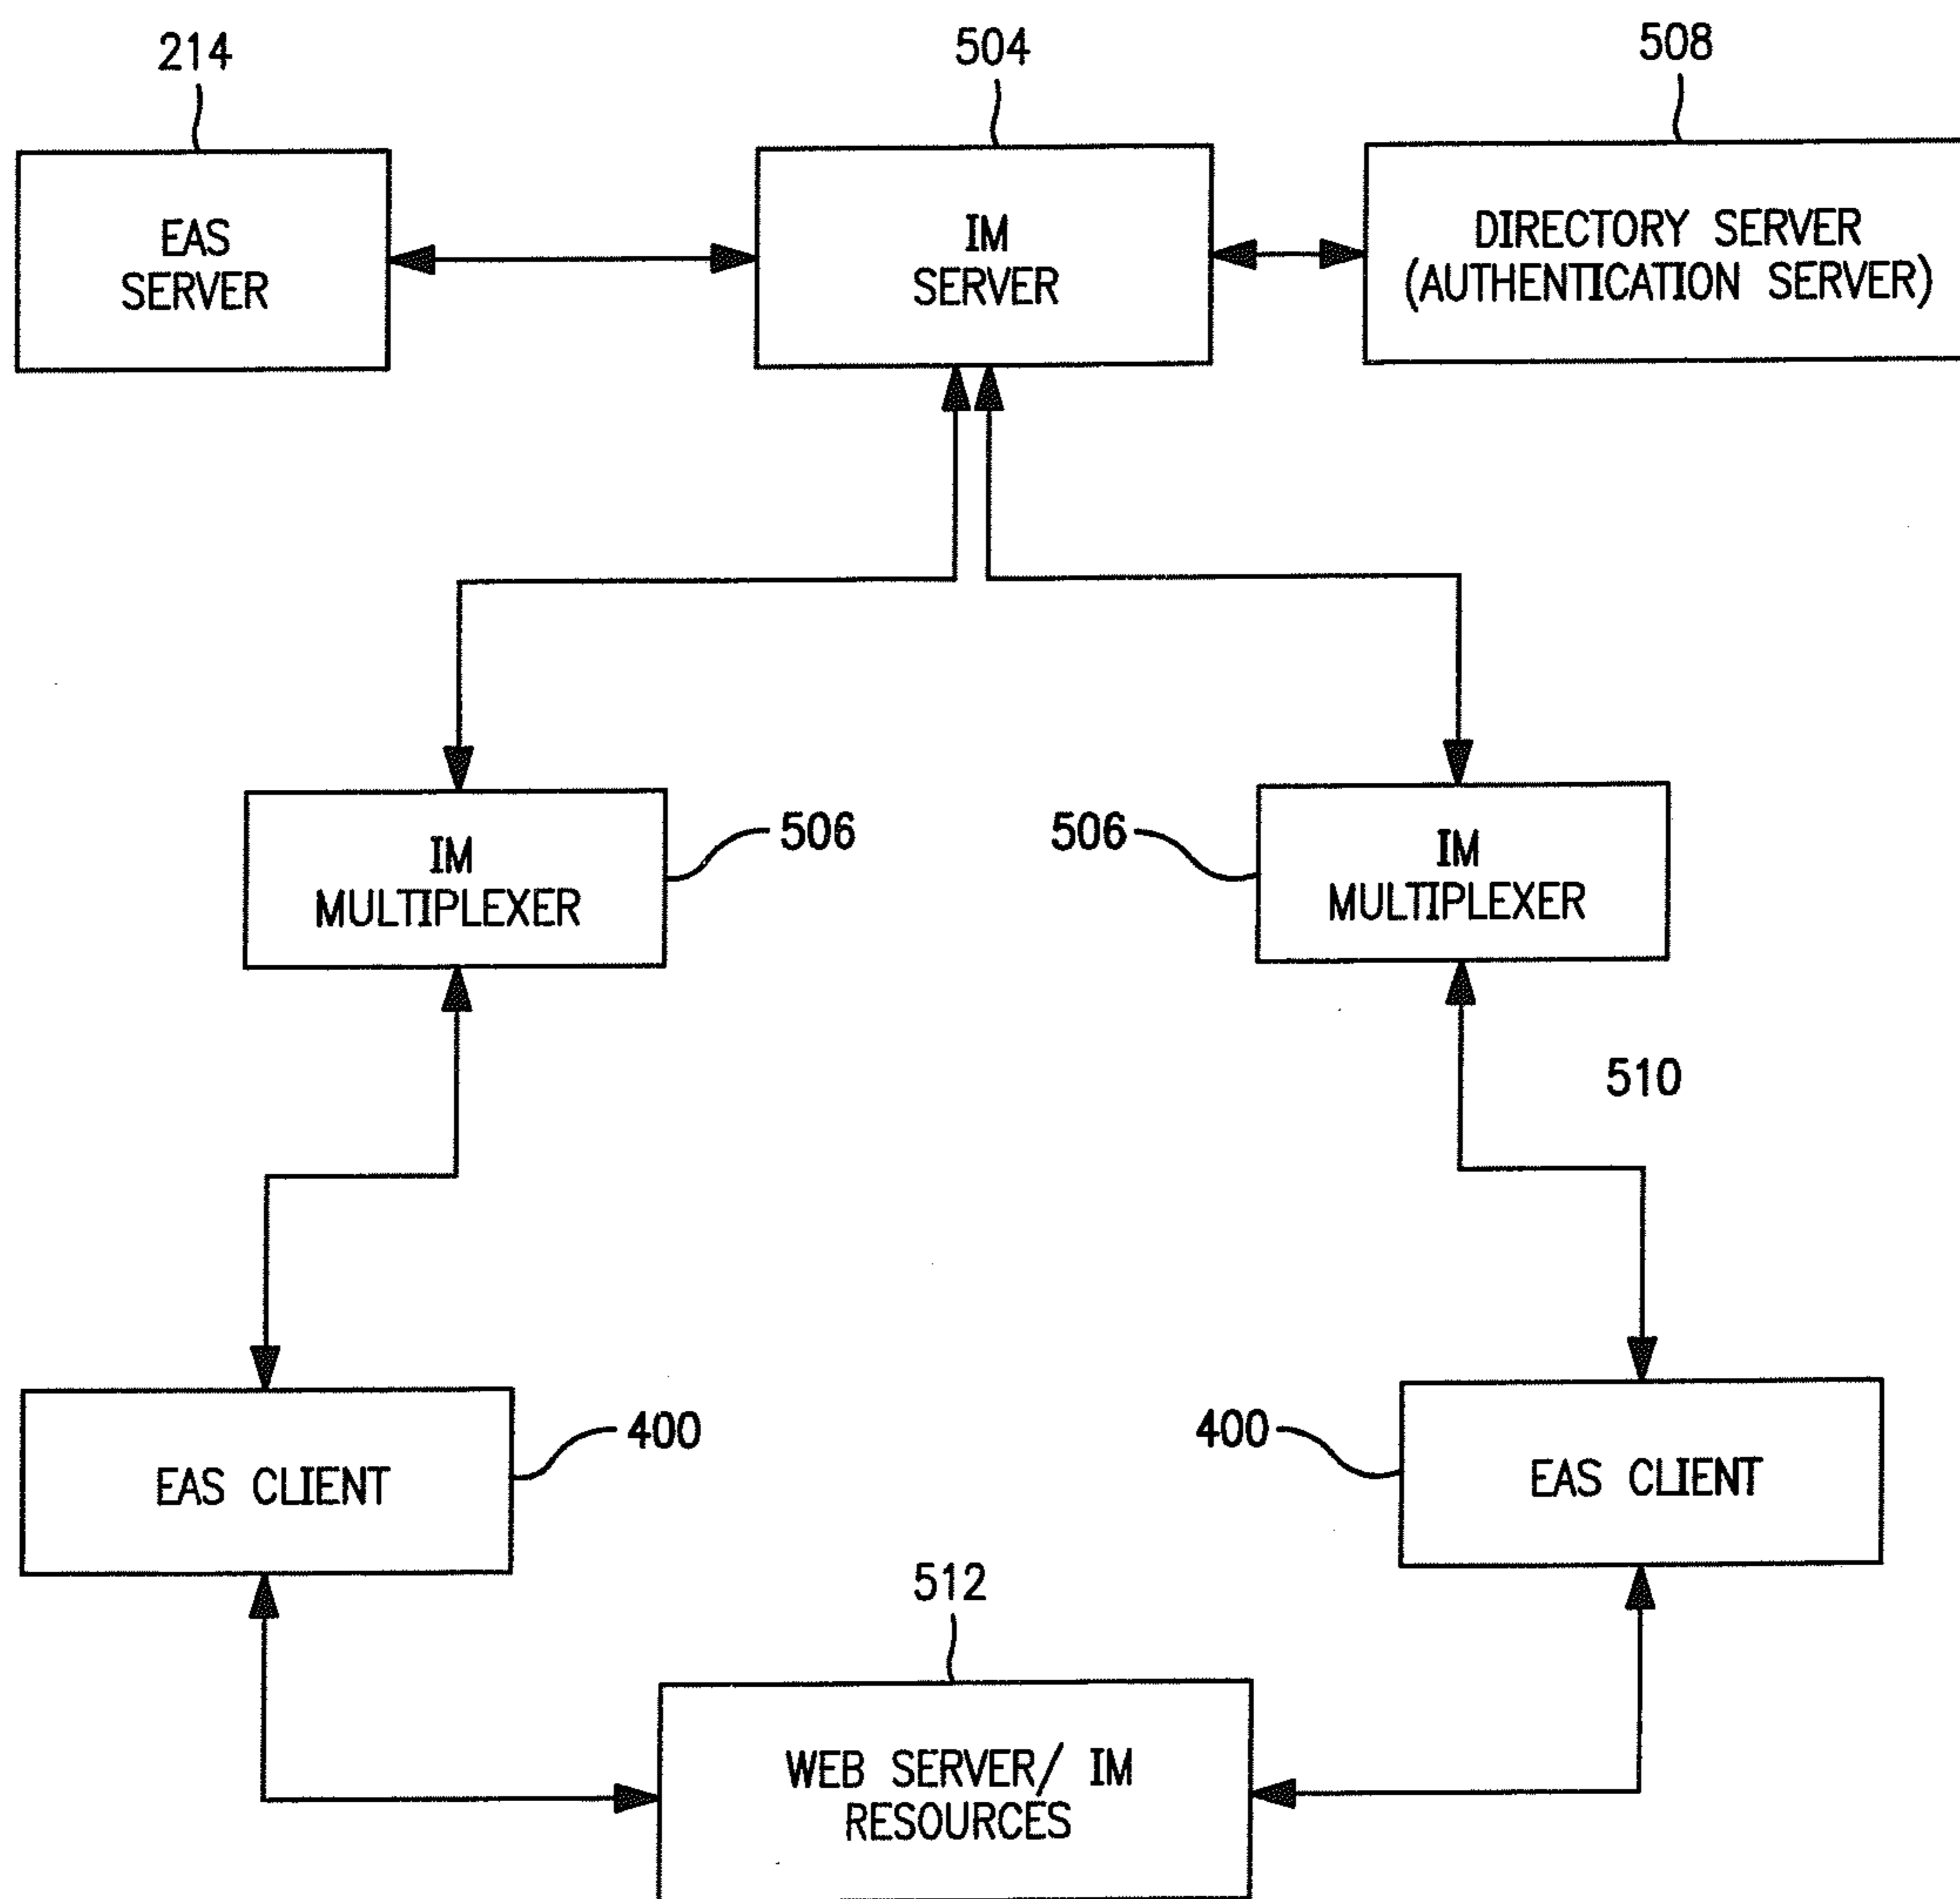 214
504
508
EAS
SERVER
IM
SERVER
DIRECTORY SERVER
(AUTHENTICATION SERVER)
506
506
IM
MULTIPLEXER
IM
MULTIPLEXER
510
400
400
EAS CLIENT
EAS CLIENT
512
WEB SERVER/ IM
RESOURCES